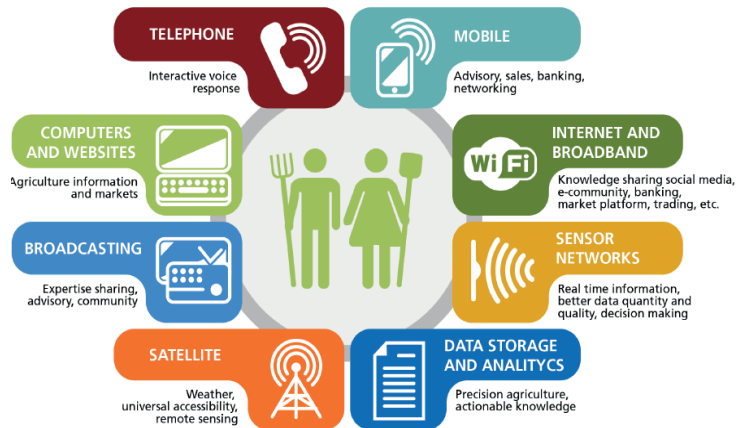 TELEPHONE
Interactive voice
response
MOBILE
Advisory, sales, banking,
networking
COMPUTERS
AND WEBSITES
Agriculture information
and markets
WiFi
INTERNET AND
BROADBAND
Knowledge sharing social media,
e-community, banking,
market platform, trading, etc.
BROADCASTING
Expertise sharing,
advisory, community
SENSOR
NETWORKS
Real time information,
better data quantity and
quality, decision making
SATELLITE
Weather,
universal accessibility,
remote sensing
DATA STORAGE
AND ANALITYCS
Precision agriculture,
actionable knowledge